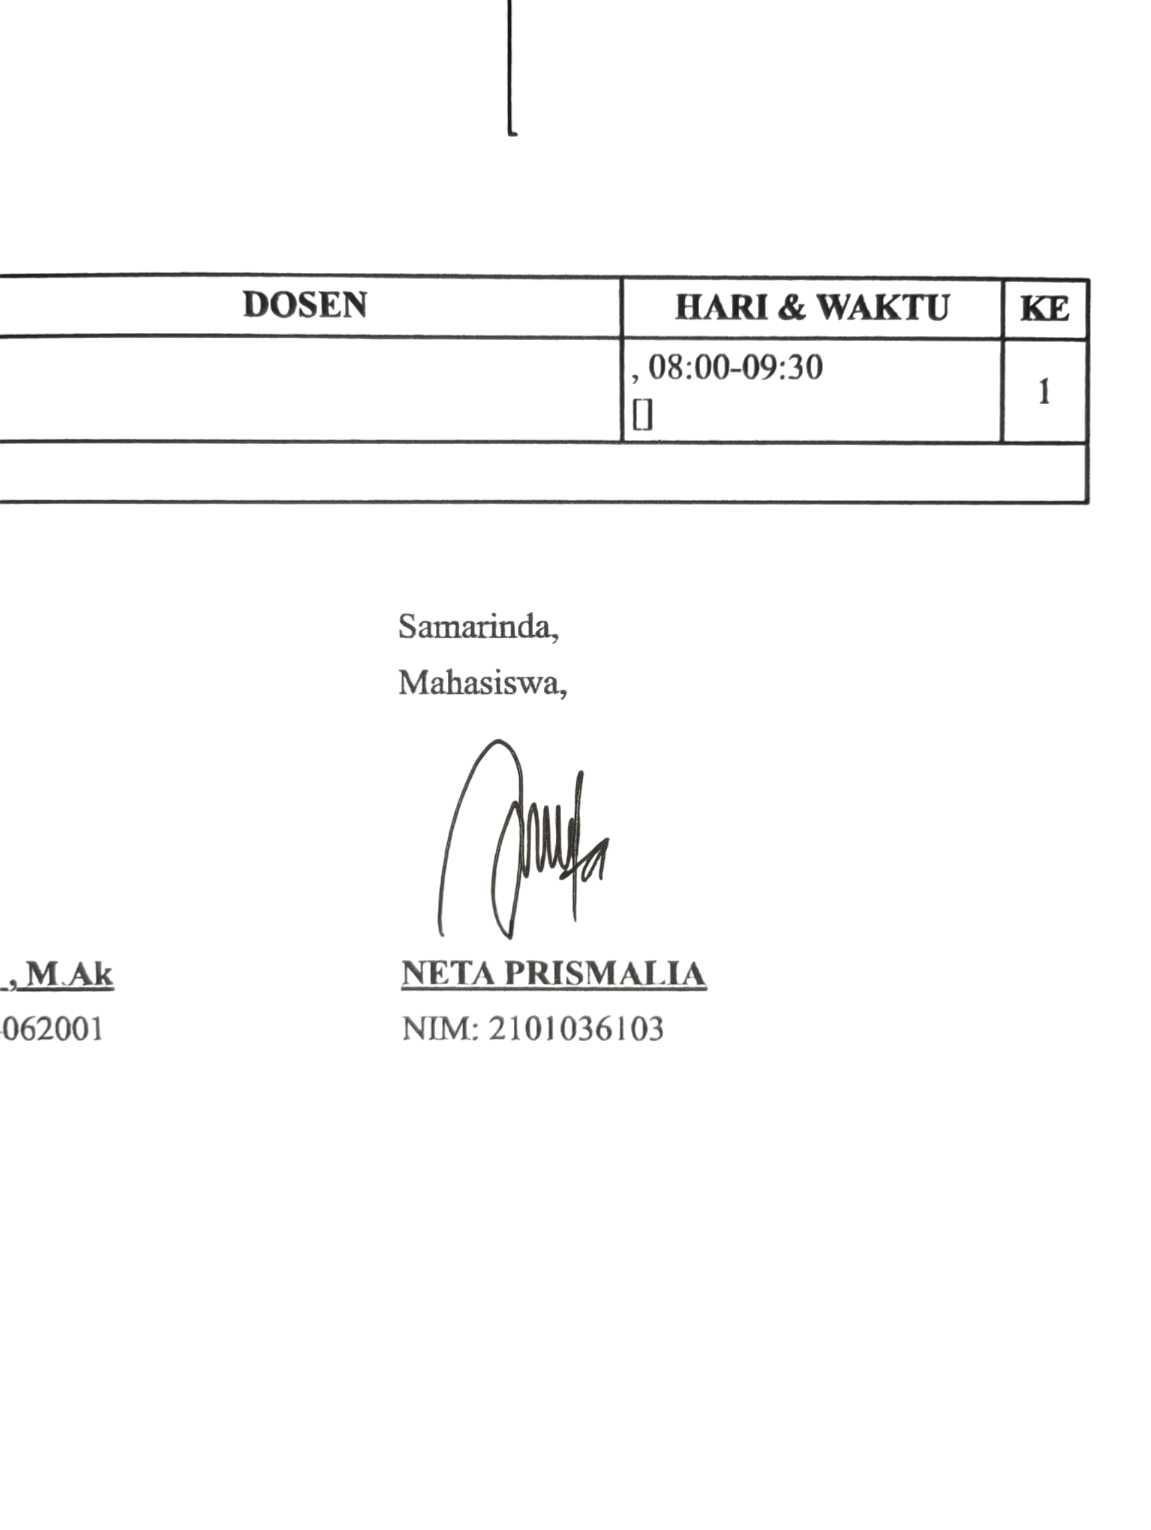 DOSEN HARI & WAKTU KE
, 08:00-09:30
[]
1
Samarinda,
Mahasiswa,
, M.Ak NETA PRISMALIA
062001 NIM: 2101036103